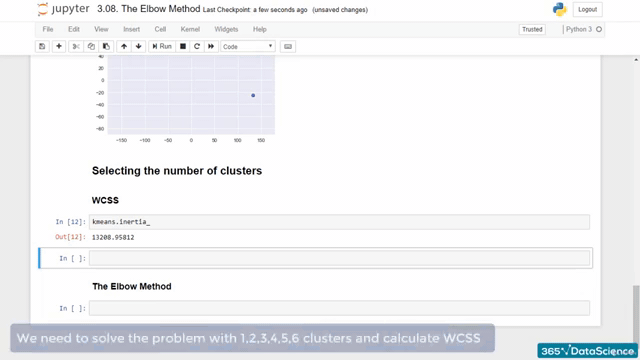 jupyter 3.08. The Elbow Method Last Checkpoint: a few seconds ago (unsaved changes)
Logout
File Edit View Insert Cell Kernel Widgets Help
Trusted Python 3
Run Code
40
20
0
−20
−40
−60
−80
−150 −100 −50 0 50 100 150
Selecting the number of clusters
WCSS
In [12]: kmeans.inertia_
Out[12]: 13208.95812
In [ ]:
The Elbow Method
In [ ]:
We need to solve the problem with 1,2,3,4,5,6 clusters and calculate WCSS
365 DataScience